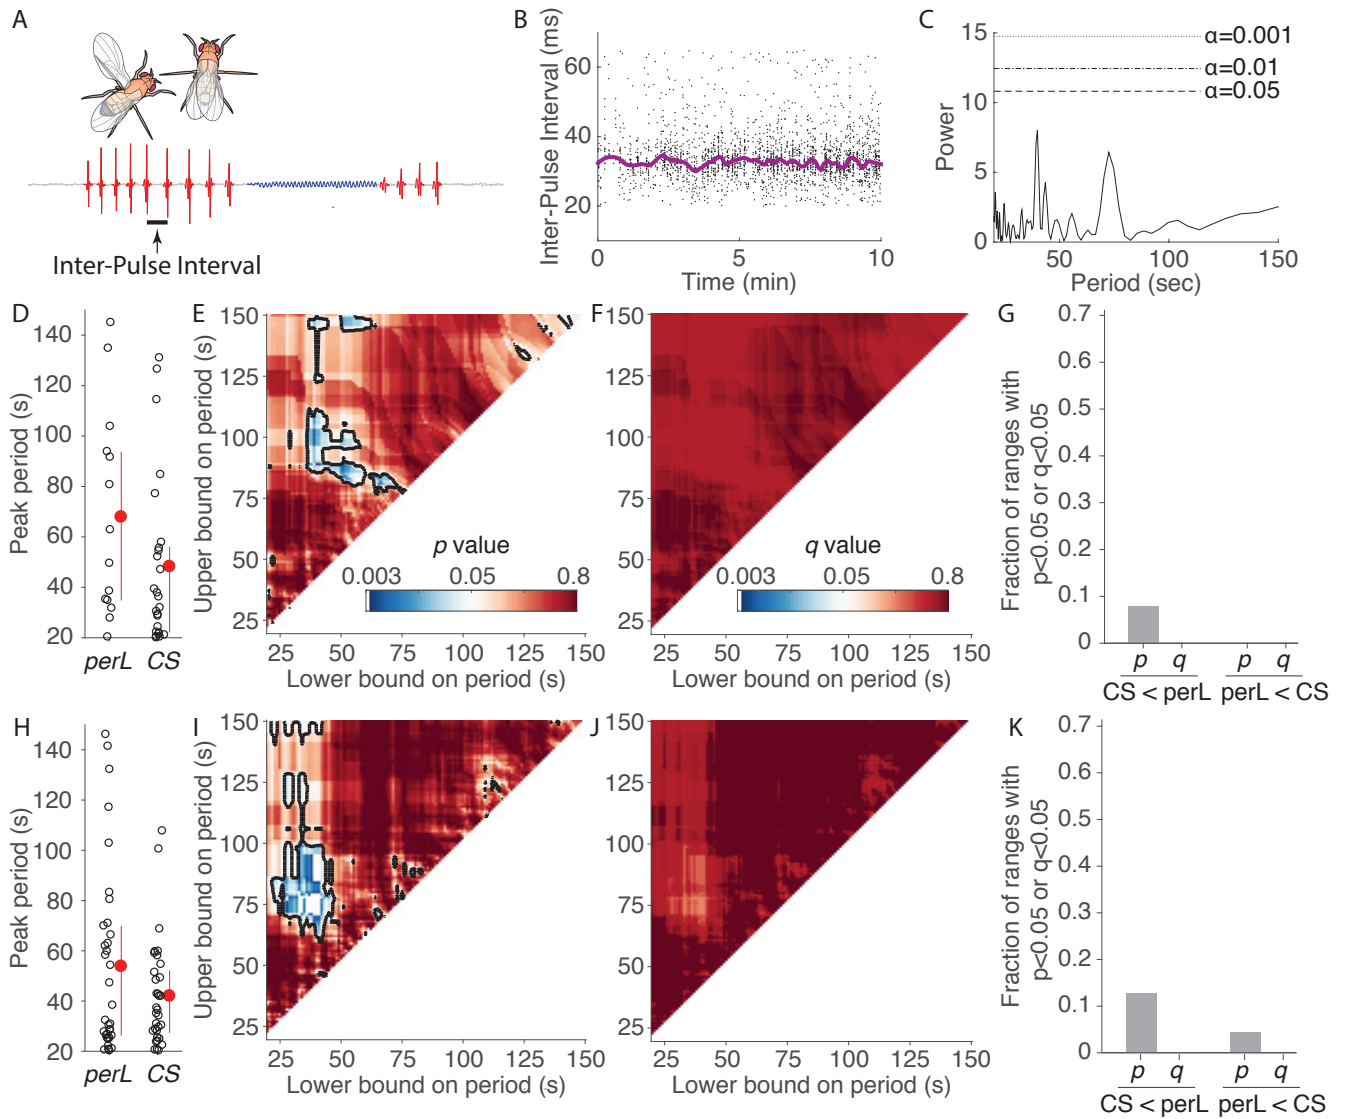 A
Inter-Pulse Interval
B
Inter-Pulse Interval (ms)
60
40
20
0
5
10
Time (min)
C
Power
15
10
5
0
α=0.001
α=0.01
α=0.05
50
100
150
Period (sec)
D
Peak period (s)
140
120
100
80
60
40
20
perL
CS
E
Upper bound on period (s)
150
125
100
75
50
25
p value
0.003
0.05
0.8
25
50
75
100
125
150
Lower bound on period (s)
F
150
125
100
75
50
25
q value
0.003
0.05
0.8
25
50
75
100
125
150
Lower bound on period (s)
G
Fraction of ranges with
p<0.05 or q<0.05
0.7
0.6
0.5
0.4
0.3
0.2
0.1
0
p
q
p
q
CS < perL
perL < CS
H
Peak period (s)
140
120
100
80
60
40
20
perL
CS
I
Upper bound on period (s)
150
125
100
75
50
25
25
50
75
100
125
150
Lower bound on period (s)
J
150
125
100
75
50
25
25
50
75
100
125
150
Lower bound on period (s)
K
Fraction of ranges with
p<0.05 or q<0.05
0.7
0.6
0.5
0.4
0.3
0.2
0.1
0
p
q
p
q
CS < perL
perL < CS